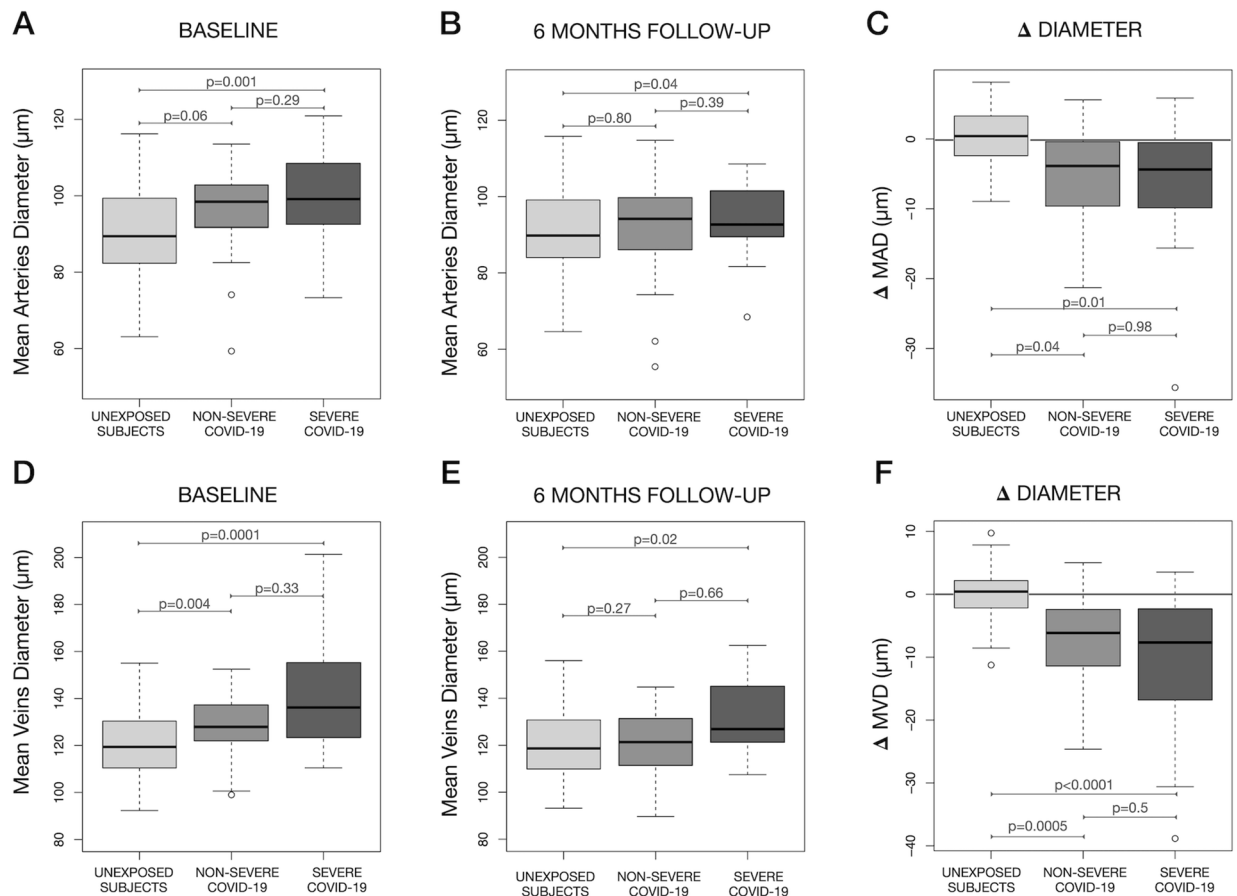 A
BASELINE
Mean Arteries Diameter (µm)
120
100
80
60
p=0.001
p=0.06
p=0.29
UNEXPOSED
SUBJECTS
NON-SEVERE
COVID-19
SEVERE
COVID-19
B
6 MONTHS FOLLOW-UP
Mean Arteries Diameter (µm)
120
100
80
60
p=0.04
p=0.80
p=0.39
UNEXPOSED
SUBJECTS
NON-SEVERE
COVID-19
SEVERE
COVID-19
C
Δ DIAMETER
Δ MAD (µm)
0
−10
−20
−30
p=0.01
p=0.98
p=0.04
UNEXPOSED
SUBJECTS
NON-SEVERE
COVID-19
SEVERE
COVID-19
D
BASELINE
Mean Veins Diameter (µm)
200
180
160
140
120
100
80
p=0.0001
p=0.33
p=0.004
UNEXPOSED
SUBJECTS
NON-SEVERE
COVID-19
SEVERE
COVID-19
E
6 MONTHS FOLLOW-UP
Mean Veins Diameter (µm)
200
180
160
140
120
100
80
p=0.02
p=0.66
p=0.27
UNEXPOSED
SUBJECTS
NON-SEVERE
COVID-19
SEVERE
COVID-19
F
Δ DIAMETER
Δ MVD (µm)
10
0
−10
−20
−30
−40
p<0.0001
p=0.5
p=0.0005
UNEXPOSED
SUBJECTS
NON-SEVERE
COVID-19
SEVERE
COVID-19